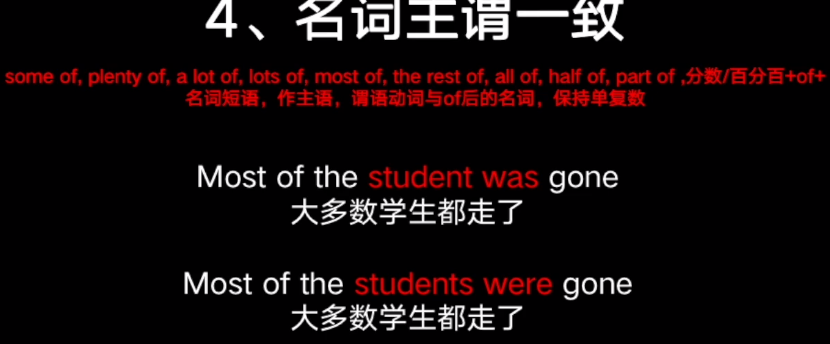 4、名词主谓一致
some of, plenty of, a lot of, lots of, most of, the rest of, all of, half of, part of ,分数/百分百+of+
名词短语，作主语，谓语动词与of后的名词，保持单复数
Most of the student was gone
大多数学生都走了
Most of the students were gone
大多数学生都走了